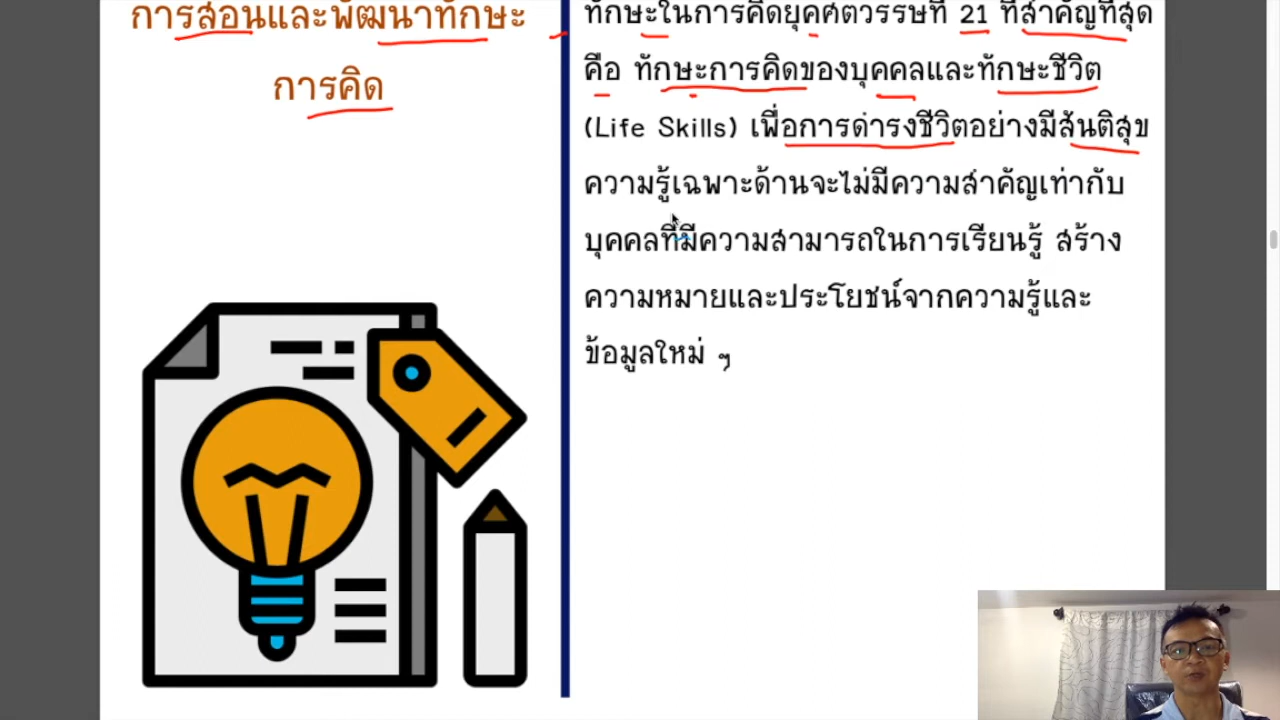 การสอนและพัฒนาทักษะ
การคิด
ทักษะในการคิดยุคศตวรรษที่ 21 ที่สำคัญที่สุด
คือ ทักษะการคิดของบุคคลและทักษะชีวิต
(Life Skills) เพื่อการดำรงชีวิตอย่างมีสันติสุข
ความรู้เฉพาะด้านจะไม่มีความสำคัญเท่ากับ
บุคคลที่มีความสามารถในการเรียนรู้ สร้าง
ความหมายและประโยชน์จากความรู้และ
ข้อมูลใหม่ ๆ